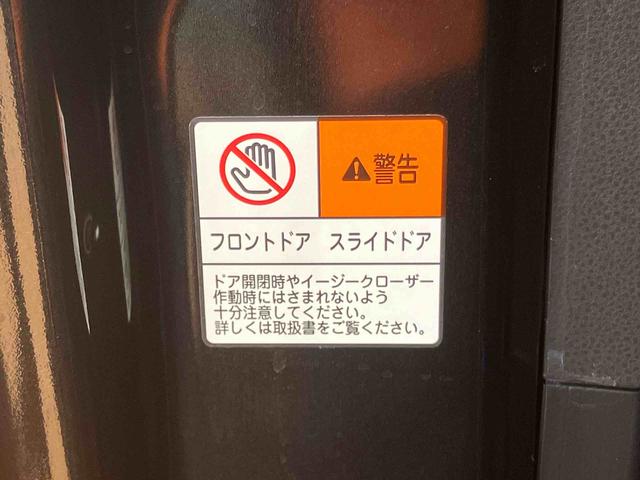 警告
フロントドア スライドドア
ドア開閉時やイージークローザー
作動時にはさまれないよう
十分注意してください。
詳しくは取扱書をご覧ください。